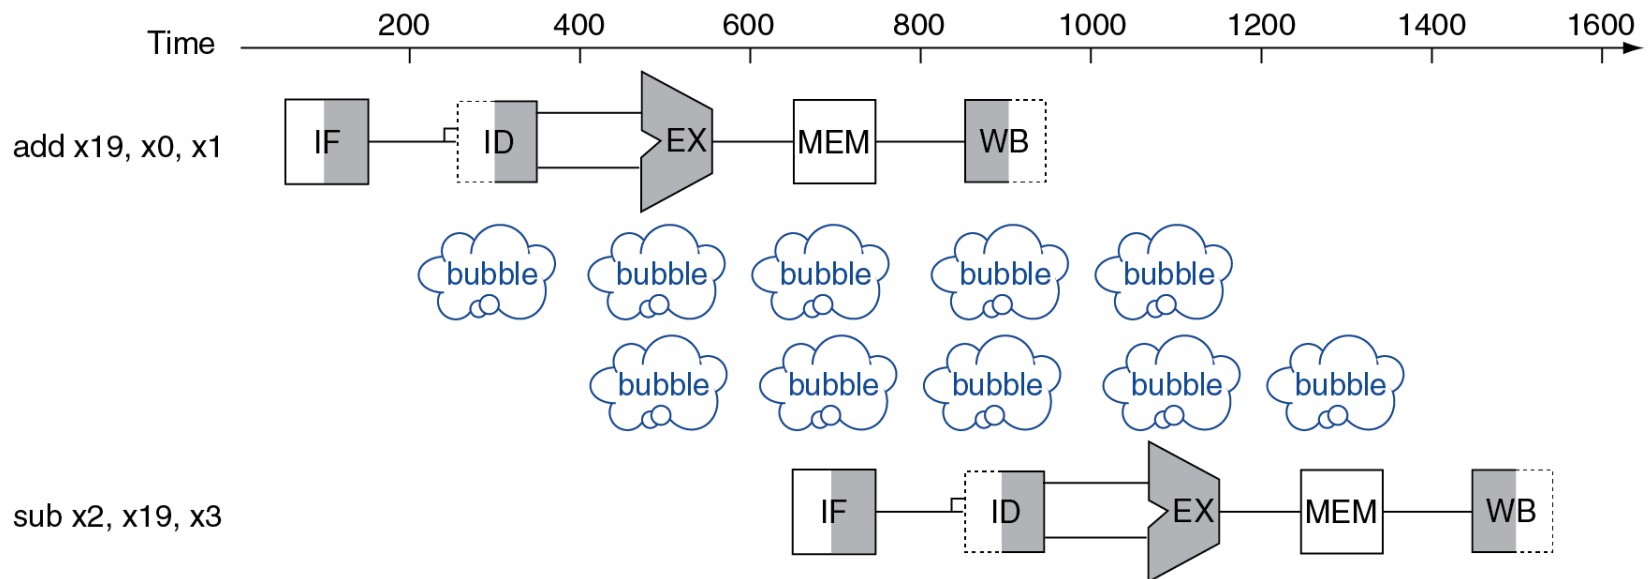 200 400 600 800 1000 1200 1400 1600
Time
add x19, x0, x1 IF ID EX MEM WB
bubble bubble bubble bubble bubble
bubble bubble bubble bubble bubble
sub x2, x19, x3 IF ID EX MEM WB